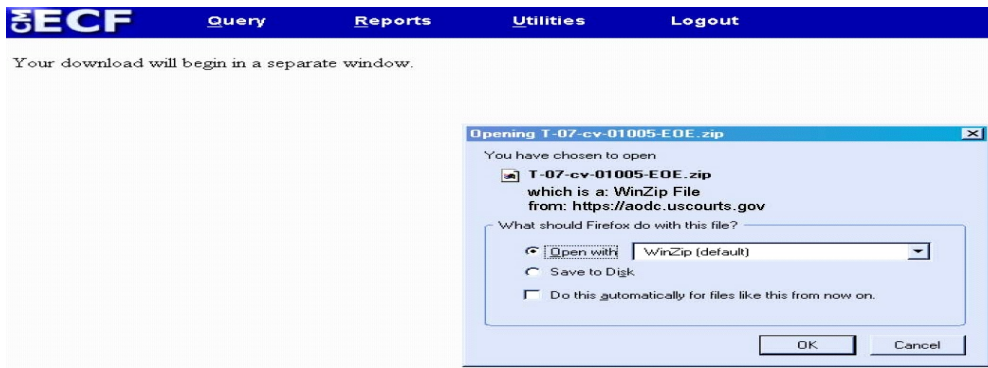 CM ECF Query Reports Utilities Logout
Your download will begin in a separate window.
Opening T-07-cv-01005-EOE.zip
You have chosen to open
T-07-cv-01005-EOE.zip
which is a: WinZip File
from: https://aodc.uscourts.gov
What should Firefox do with this file?
Open with WinZip (default)
Save to Disk
Do this automatically for files like this from now on.
OK Cancel